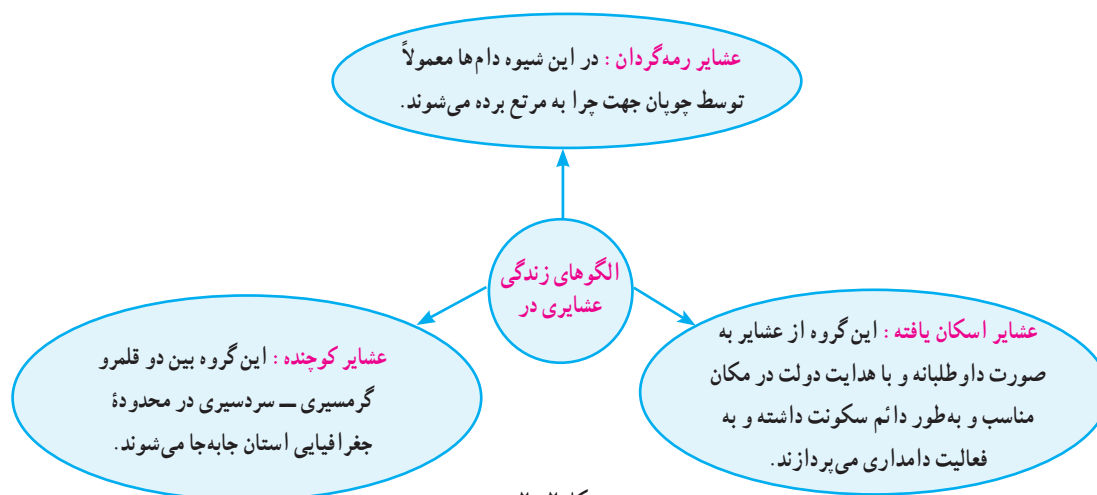 عشایر رمه‌گردان : در این شیوه دام‌ها معمولاً
توسط چوپان جهت چرا به مرتع برده می‌شوند.
الگوهای زندگی
عشایری در
عشایر اسکان یافته : این گروه از عشایر به
صورت داوطلبانه و با هدایت دولت در مکان
مناسب و به‌طور دائم سکونت داشته و به
فعالیت دامداری می‌پردازند.
عشایر کوچنده : این گروه بین دو قلمرو
گرمسیری ــ سردسیری در محدودۀ
جغرافیایی استان جابه‌جا می‌شوند.